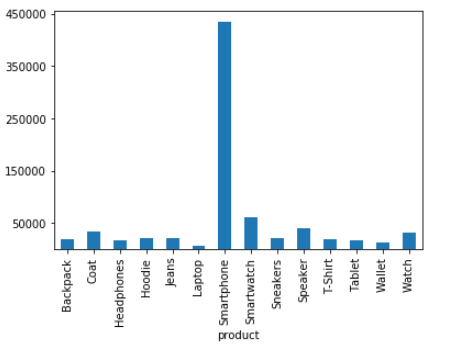 450000
350000
250000
150000
50000
Backpack
Coat
Headphones
Hoodie
Jeans
Laptop
Smartphone
Smartwatch
Sneakers
Speaker
T-Shirt
Tablet
Wallet
Watch
product